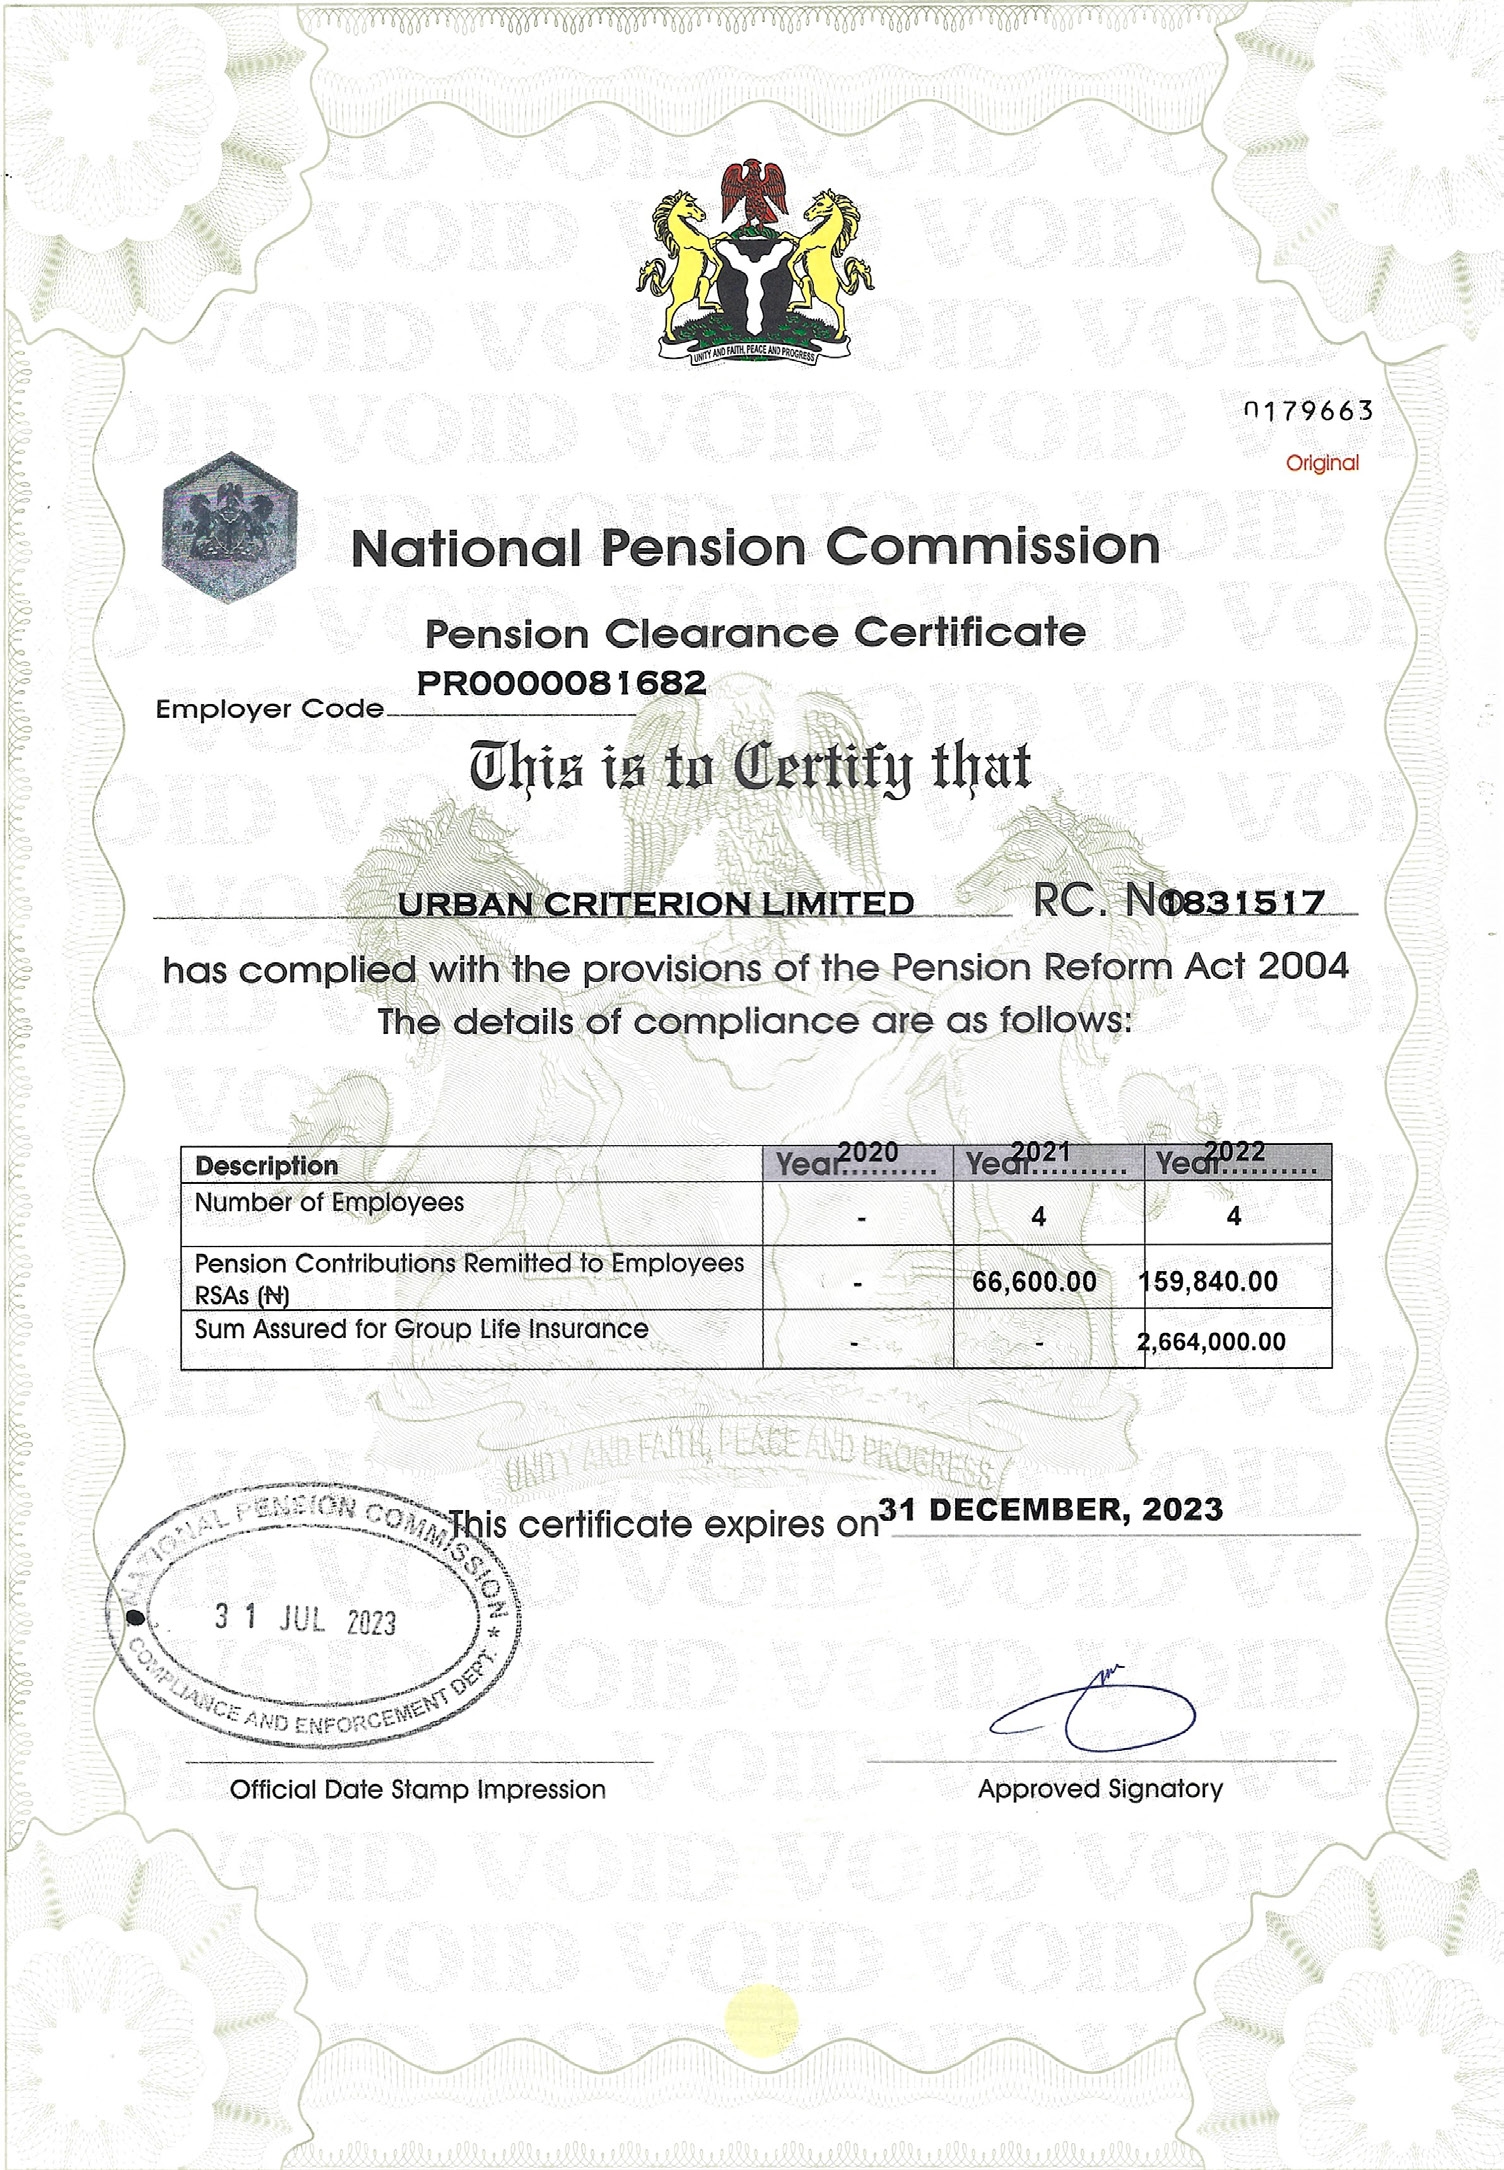 UNITY AND FAITH, PEACE AND PROGRESS
0179663
Original
National Pension Commission
Pension Clearance Certificate
PR0000081682
Employer Code
This is to Certify that
URBAN CRITERION LIMITED RC. No 1831517
has complied with the provisions of the Pension Reform Act 2004
The details of compliance are as follows:
Description Year.......... 2020 Year.......... 2021 Year.......... 2022
Number of Employees - 4 4
Pension Contributions Remitted to Employees
RSAs (₦) - 66,600.00 159,840.00
Sum Assured for Group Life Insurance - - 2,664,000.00
UNITY AND FAITH, PEACE AND PROGRESS
This certificate expires on 31 DECEMBER, 2023
NATIONAL PENSION COMMISSION
31 JUL 2023
COMPLIANCE AND ENFORCEMENT DEPT.
Official Date Stamp Impression
Approved Signatory
VOID VOID VOID VOID